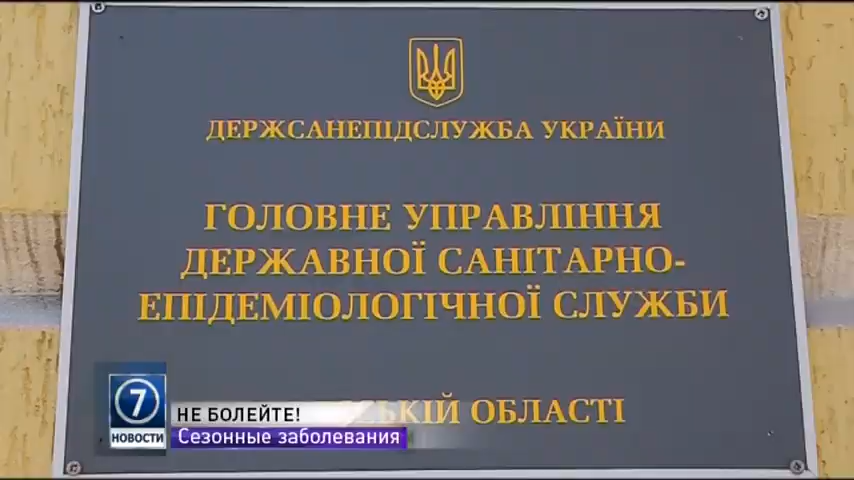 ДЕРЖСАНЕПІДСЛУЖБА УКРАЇНИ
ГОЛОВНЕ УПРАВЛІННЯ
ДЕРЖАВНОЇ САНІТАРНО-
ЕПІДЕМІОЛОГІЧНОЇ СЛУЖБИ
ОБЛАСТІ
7
НОВОСТИ
НЕ БОЛЕЙТЕ!
Сезонные заболевания